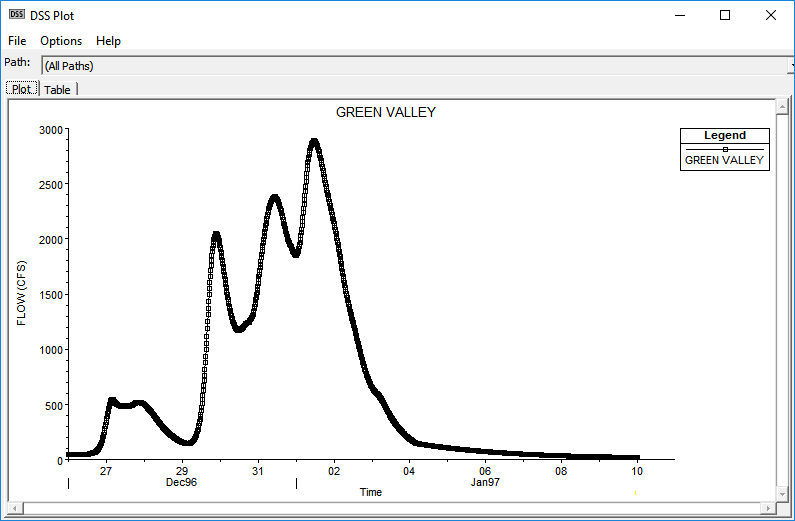 DSS DSS Plot
File Options Help
Path: (All Paths)
Plot Table
GREEN VALLEY
Legend
GREEN VALLEY
3000
2500
2000
1500
1000
500
0
FLOW (CFS)
27 29 31 02 04 06 08 10
Dec96 Jan97
Time